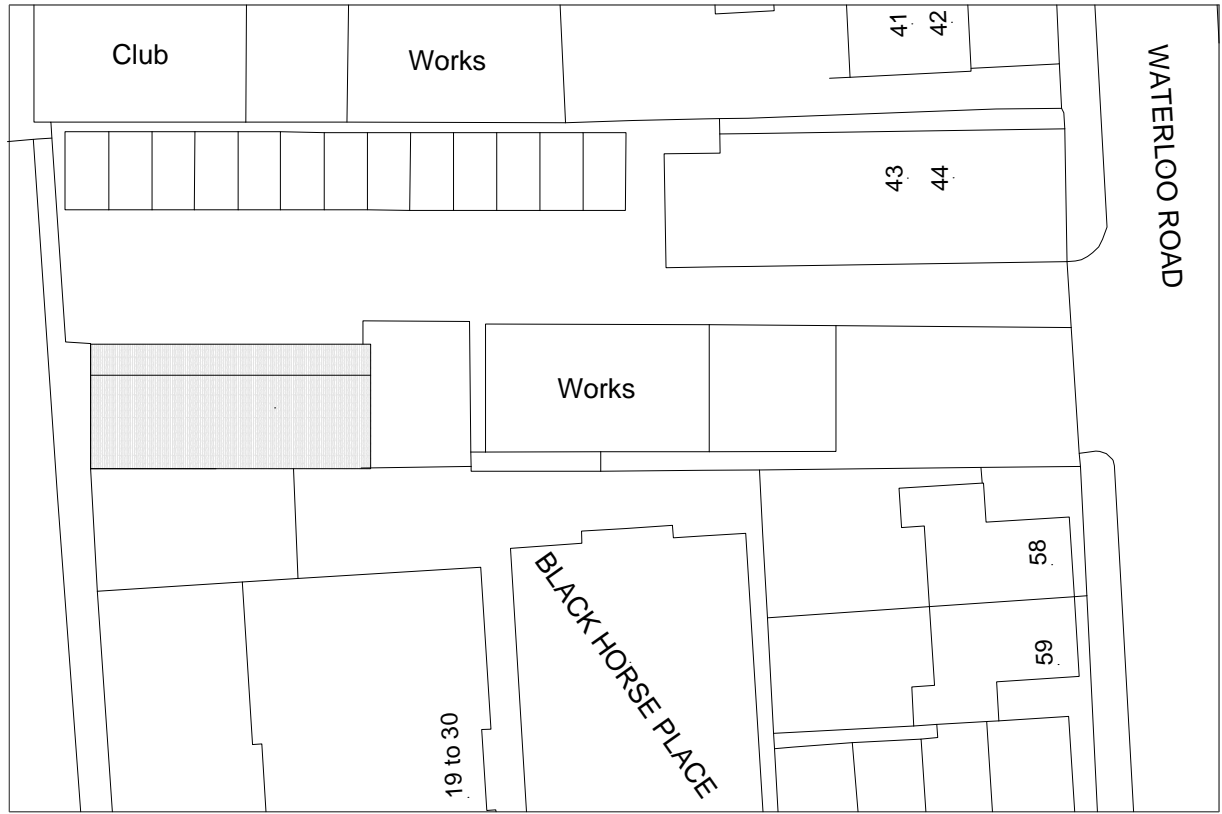 Club
Works
41
42
WATERLOO ROAD
43
44
Works
58
59
BLACK HORSE PLACE
19 to 30